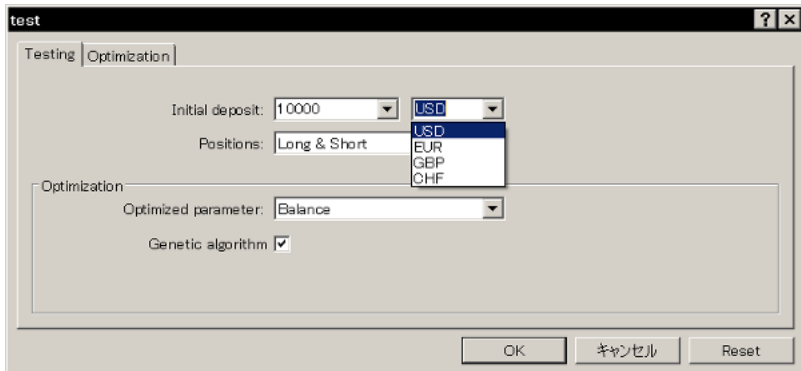 test
Testing Optimization
Initial deposit: 10000 USD
USD
EUR
GBP
CHF
Positions: Long & Short
Optimization
Optimized parameter: Balance
Genetic algorithm
OK キャンセル Reset